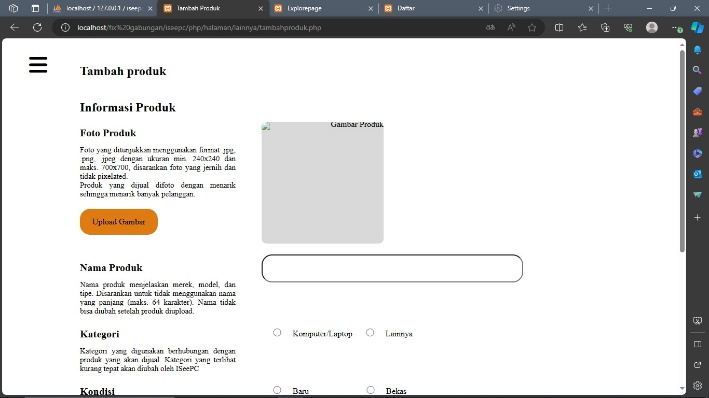 localhost / 127.0.0.1 / iseep
Tambah Produk
Explorepage
Daftar
Settings
localhost/fix%20gabungan/iseepc/php/halaman/lainnya/tambahproduk.php
Tambah produk
Informasi Produk
Foto Produk
Gambar Produk
Foto yang ditunjukkan menggunakan format .jpg,
.png, .jpeg dengan ukuran min. 240x240 dan
maks. 700x700, disarankan foto yang jernih dan
tidak pixelated.
Produk yang dijual difoto dengan menarik
sehingga menarik banyak pelanggan.
Upload Gambar
Nama Produk
Nama produk menjelaskan merek, model, dan
tipe. Disarankan untuk tidak menggunakan nama
yang panjang (maks. 64 karakter). Nama tidak
bisa diubah setelah produk diupload.
Kategori
Komputer/Laptop Lainnya
Kategori yang digunakan berhubungan dengan
produk yang akan dijual. Kategori yang terlihat
kurang tepat akan diubah oleh ISeePC
Kondisi
Baru Bekas